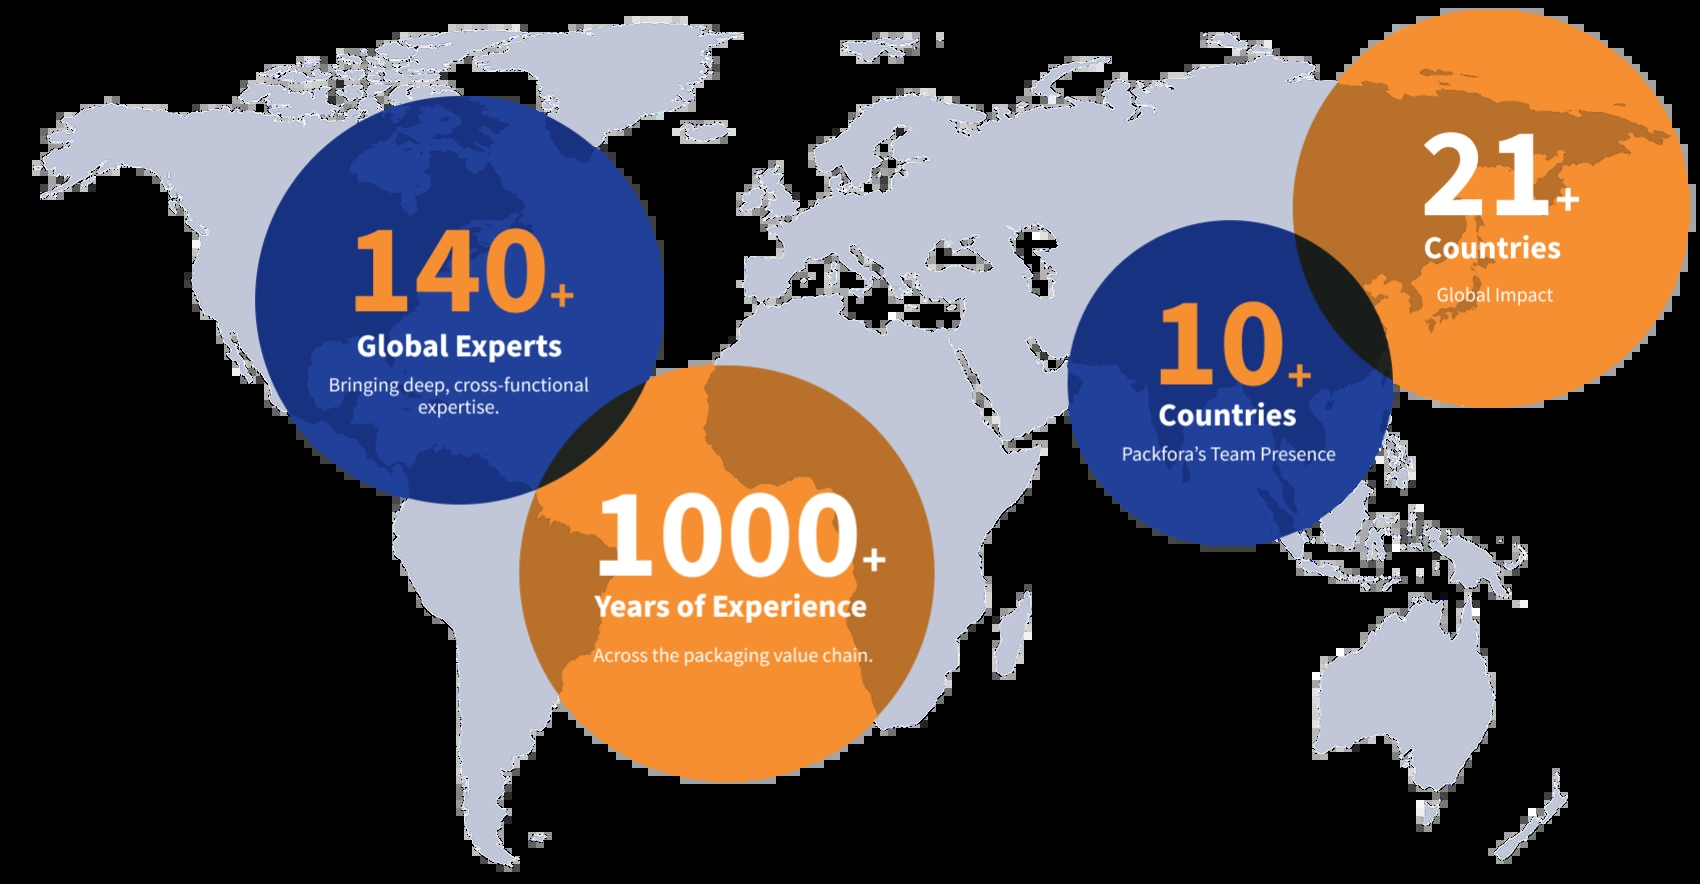 140+
Global Experts
Bringing deep, cross-functional
expertise.
1000+
Years of Experience
Across the packaging value chain.
10+
Countries
Packfora’s Team Presence
21+
Countries
Global Impact